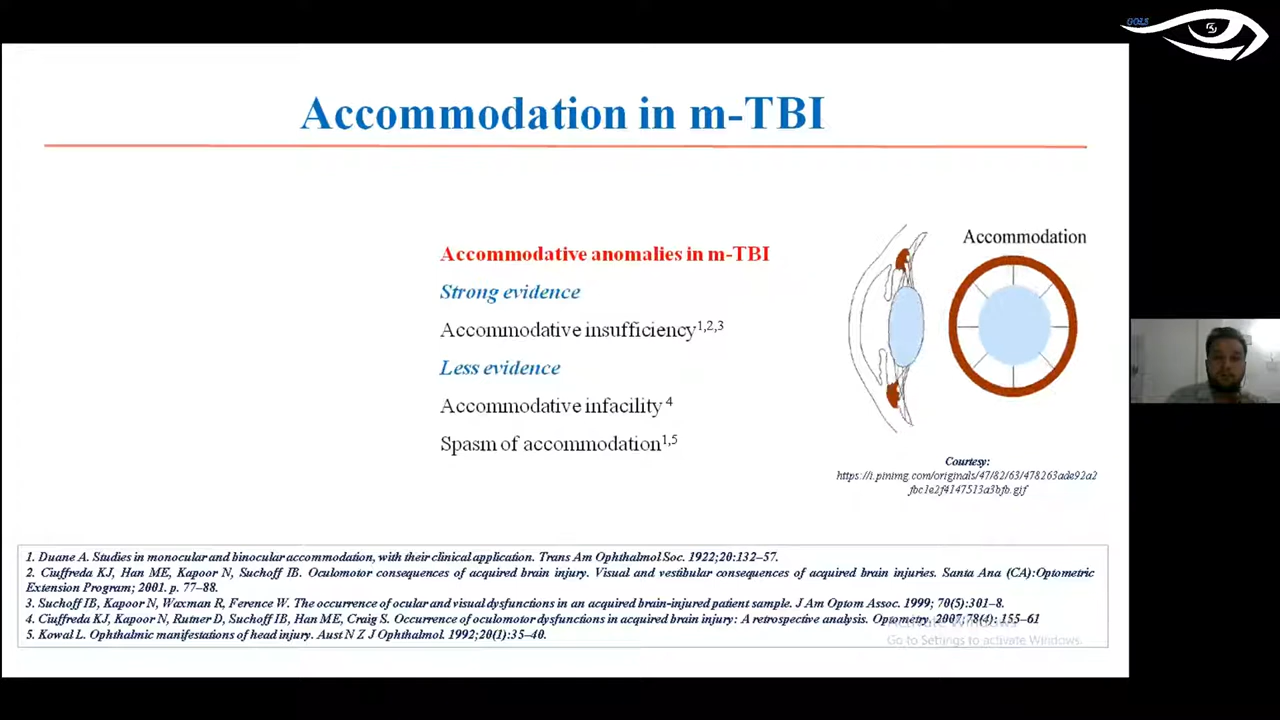 GOLS
Accommodation in m-TBI
Accommodative anomalies in m-TBI
Strong evidence
Accommodative insufficiency1,2,3
Less evidence
Accommodative infacility 4
Spasm of accommodation1,5
Accommodation
Courtesy:
https://i.pinimg.com/originals/47/82/63/478263ade92a2
fbc1e2f4147513a3bfb.gif
1. Duane A. Studies in monocular and binocular accommodation, with their clinical application. Trans Am Ophthalmol Soc. 1922;20:132–57.
2. Ciuffreda KJ, Han ME, Kapoor N, Suchoff IB. Oculomotor consequences of acquired brain injury. Visual and vestibular consequences of acquired brain injuries. Santa Ana (CA):Optometric
Extension Program; 2001. p. 77–88.
3. Suchoff IB, Kapoor N, Waxman R, Ference W. The occurrence of ocular and visual dysfunctions in an acquired brain-injured patient sample. J Am Optom Assoc. 1999; 70(5):301–8.
4. Ciuffreda KJ, Kapoor N, Rutner D, Suchoff IB, Han ME, Craig S. Occurrence of oculomotor dysfunctions in acquired brain injury: A retrospective analysis. Optometry. 2007;78(4): 155–61
5. Kowal L. Ophthalmic manifestations of head injury. Aust N Z J Ophthalmol. 1992;20(1):35–40.
Activate Windows
Go to Settings to activate Windows.